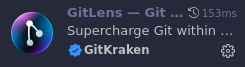 GitLens — Git ... 153ms
Supercharge Git within ...
GitKraken